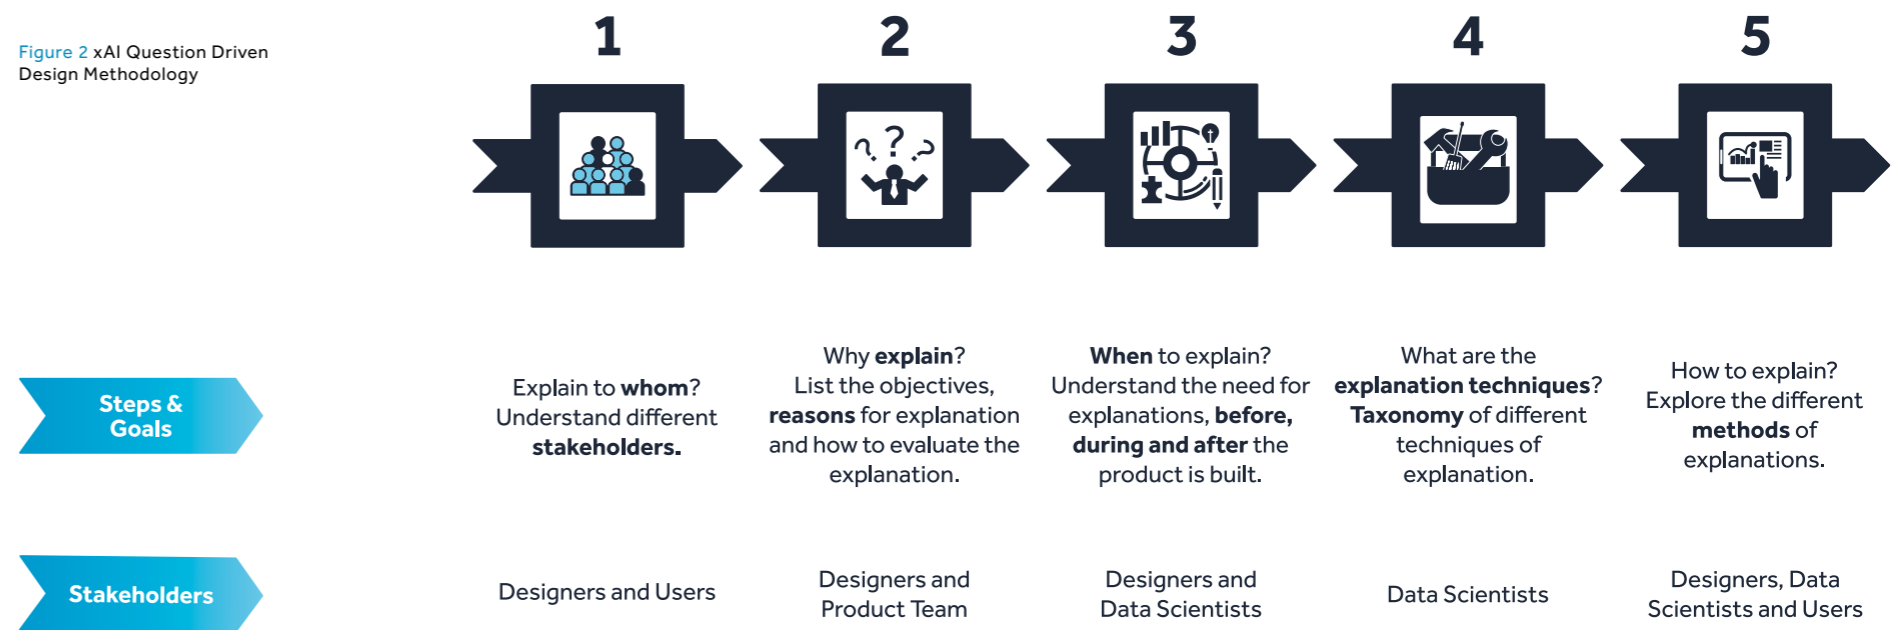 Figure 2 xAI Question Driven
Design Methodology
1
2
3
4
5
? ? ?
Steps &
Goals
Explain to whom?
Understand different
stakeholders.
Why explain?
List the objectives,
reasons for explanation
and how to evaluate the
explanation.
When to explain?
Understand the need for
explanations, before,
during and after the
product is built.
What are the
explanation techniques?
Taxonomy of different
techniques of
explanation.
How to explain?
Explore the different
methods of
explanations.
Stakeholders
Designers and Users
Designers and
Product Team
Designers and
Data Scientists
Data Scientists
Designers, Data
Scientists and Users